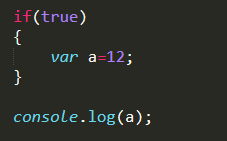 if(true)
{
    var a=12;
}

console.log(a);